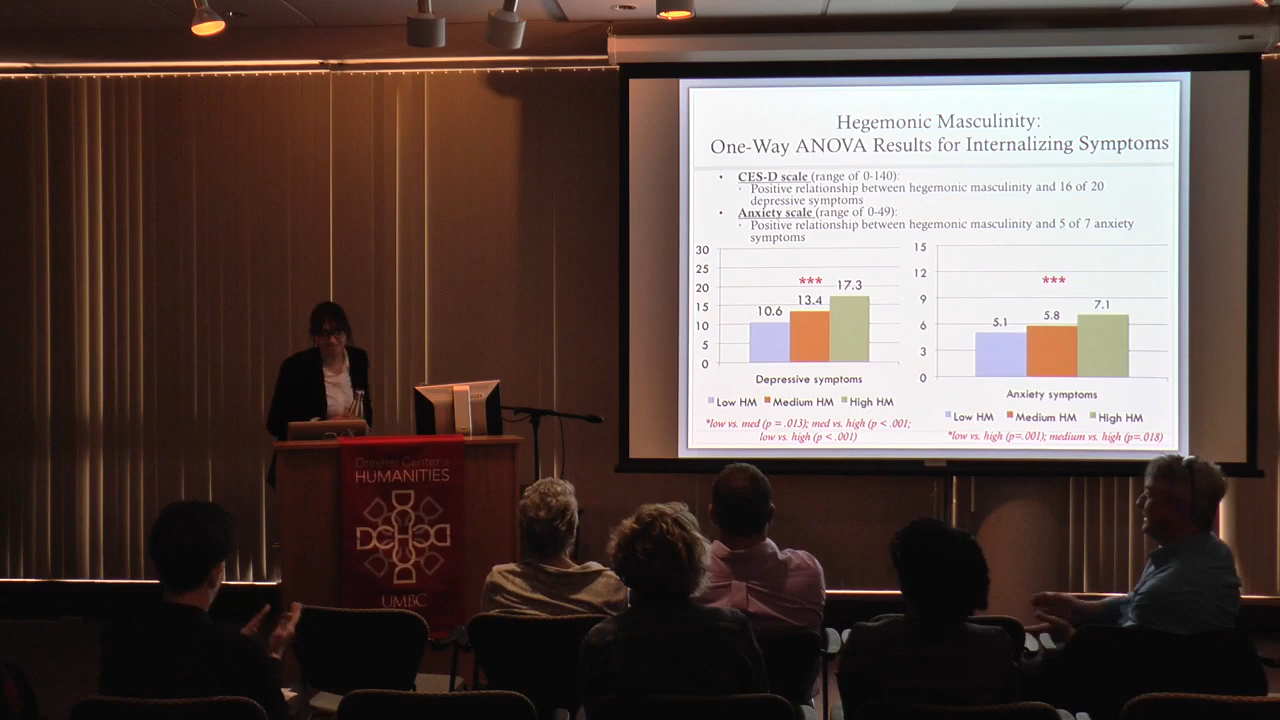 Hegemonic Masculinity:
One-Way ANOVA Results for Internalizing Symptoms
• CES-D scale (range of 0-140):
◦ Positive relationship between hegemonic masculinity and 16 of 20
depressive symptoms
• Anxiety scale (range of 0-49):
◦ Positive relationship between hegemonic masculinity and 5 of 7 anxiety
symptoms
30
25
20
15
10
5
0
***
10.6
13.4
17.3
Depressive symptoms
Low HM Medium HM High HM
*low vs. med (p = .013); med vs. high (p < .001;
low vs. high (p < .001)
15
12
9
6
3
0
***
5.1
5.8
7.1
Anxiety symptoms
Low HM Medium HM High HM
*low vs. high (p=.001); medium vs. high (p=.018)
Dresher Center
HUMANITIES
UMBC